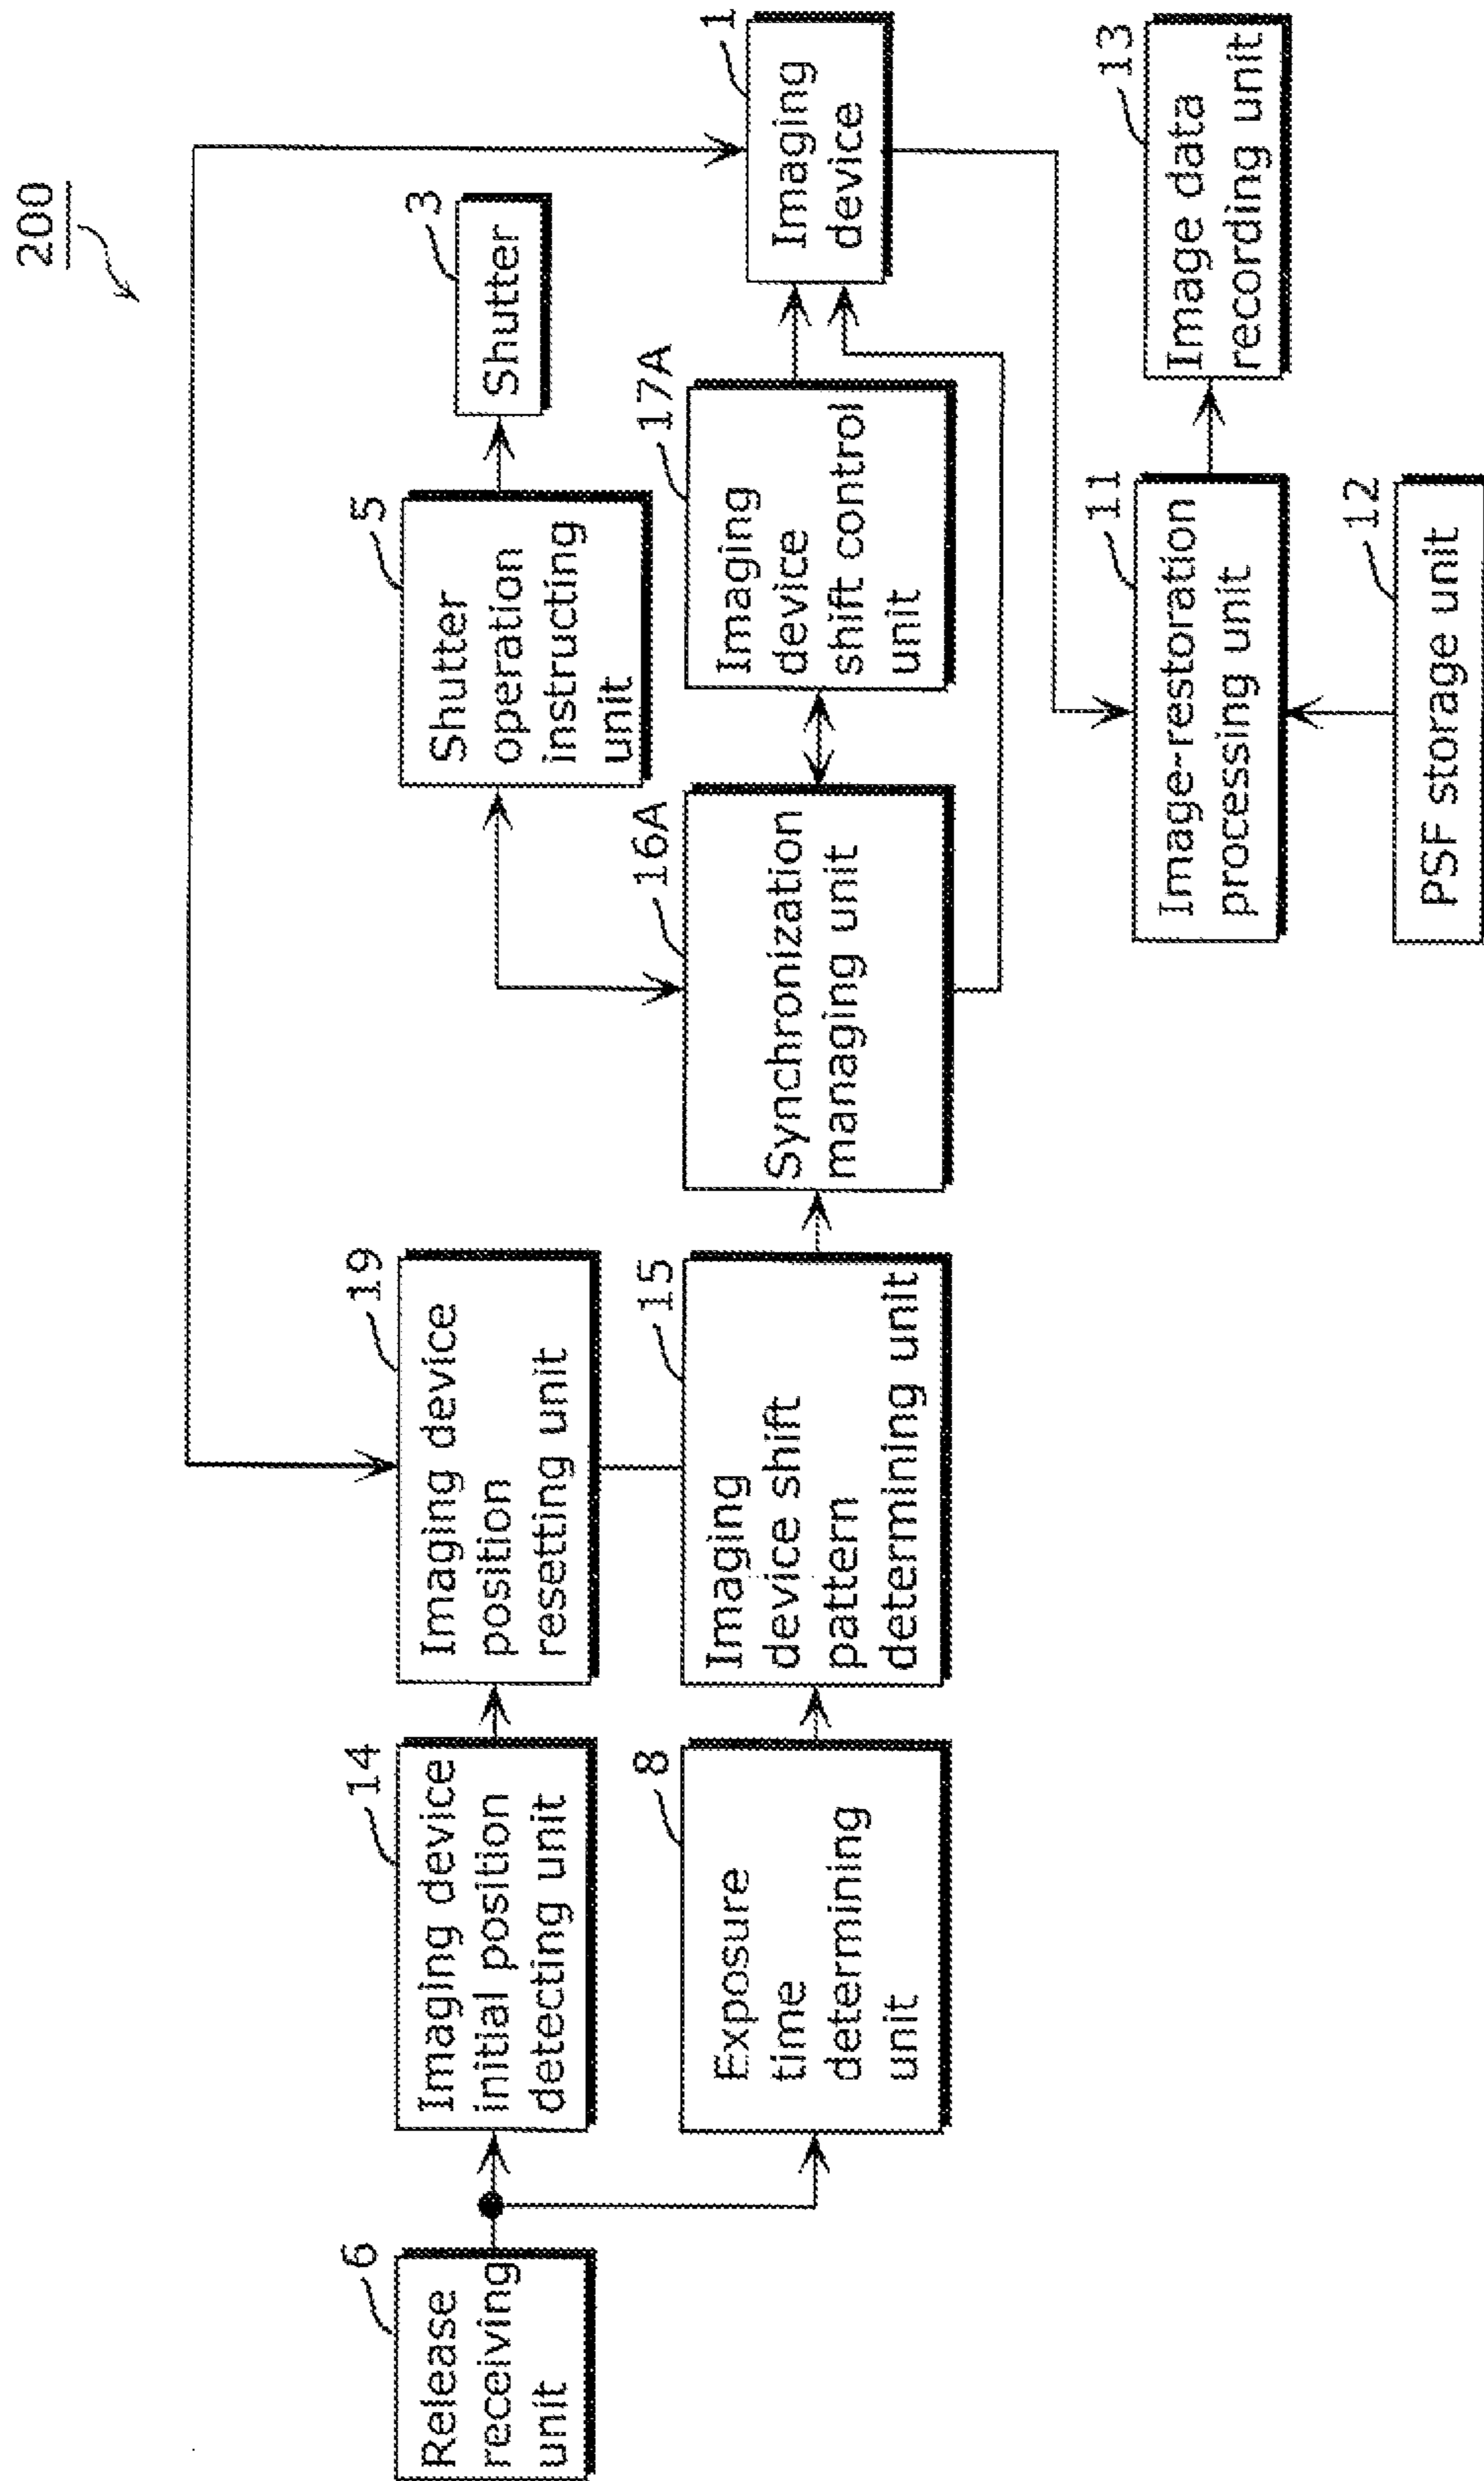 200
6
Release
receiving
unit
14
Imaging device
initial position
detecting unit
19
Imaging device
position
resetting unit
5
Shutter
operation
instructing
unit
3
Shutter
8
Exposure
time
determining
unit
15
Imaging
device shift
pattern
determining unit
16A
Synchronization
managing unit
17A
Imaging
device
shift control
unit
1
Imaging
device
11
Image-restoration
processing unit
13
Image data
recording unit
12
PSF storage unit